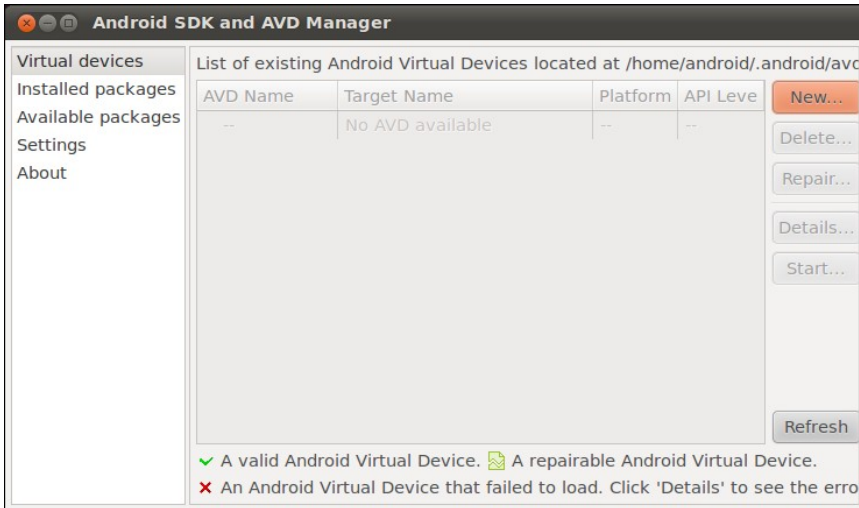 Android SDK and AVD Manager
Virtual devices
Installed packages
Available packages
Settings
About
List of existing Android Virtual Devices located at /home/android/.android/avd
AVD Name Target Name Platform API Leve
-- No AVD available -- --
New...
Delete...
Repair...
Details...
Start...
Refresh
A valid Android Virtual Device. A repairable Android Virtual Device.
An Android Virtual Device that failed to load. Click 'Details' to see the erro